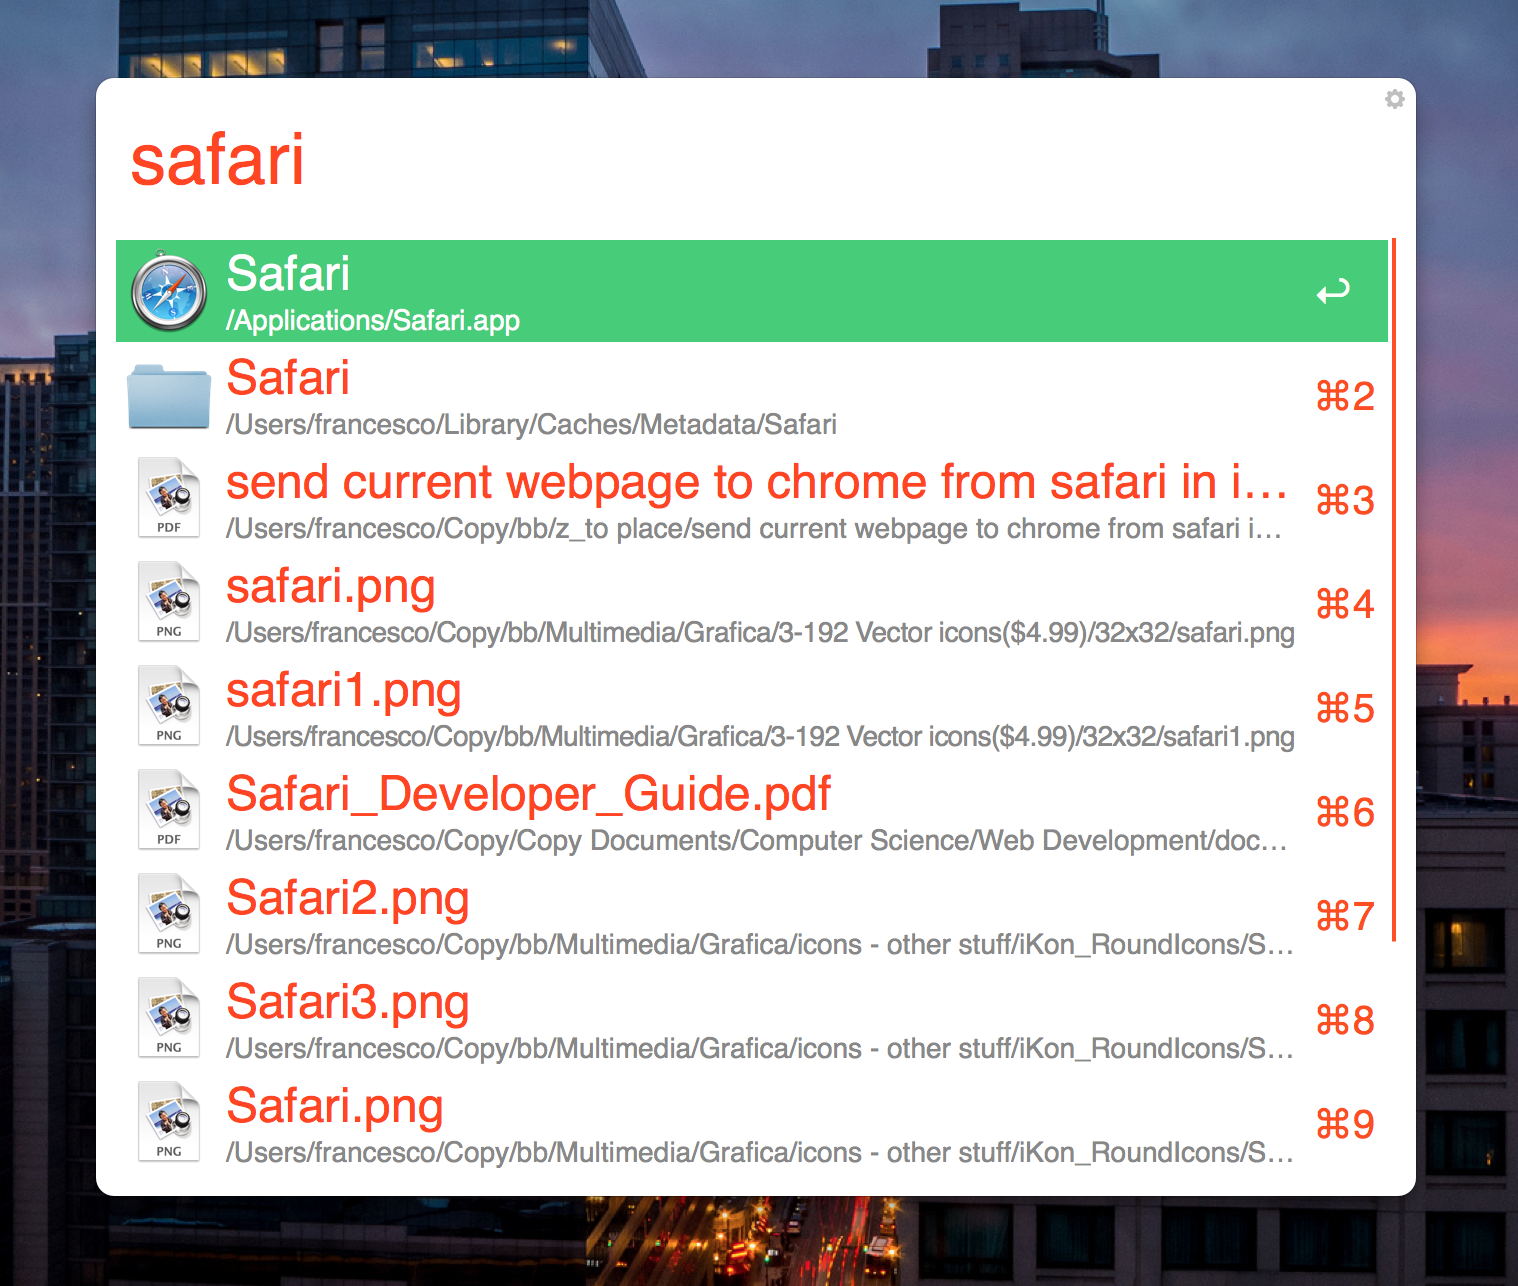 safari
Safari
/Applications/Safari.app
Safari
/Users/francesco/Library/Caches/Metadata/Safari
⌘2
send current webpage to chrome from safari in i…
/Users/francesco/Copy/bb/z_to place/send current webpage to chrome from safari i…
⌘3
PDF
safari.png
/Users/francesco/Copy/bb/Multimedia/Grafica/3-192 Vector icons($4.99)/32x32/safari.png
⌘4
PNG
safari1.png
/Users/francesco/Copy/bb/Multimedia/Grafica/3-192 Vector icons($4.99)/32x32/safari1.png
⌘5
PNG
Safari_Developer_Guide.pdf
/Users/francesco/Copy/Copy Documents/Computer Science/Web Development/doc…
⌘6
PDF
Safari2.png
/Users/francesco/Copy/bb/Multimedia/Grafica/icons - other stuff/iKon_RoundIcons/S…
⌘7
PNG
Safari3.png
/Users/francesco/Copy/bb/Multimedia/Grafica/icons - other stuff/iKon_RoundIcons/S…
⌘8
PNG
Safari.png
/Users/francesco/Copy/bb/Multimedia/Grafica/icons - other stuff/iKon_RoundIcons/S…
⌘9
PNG